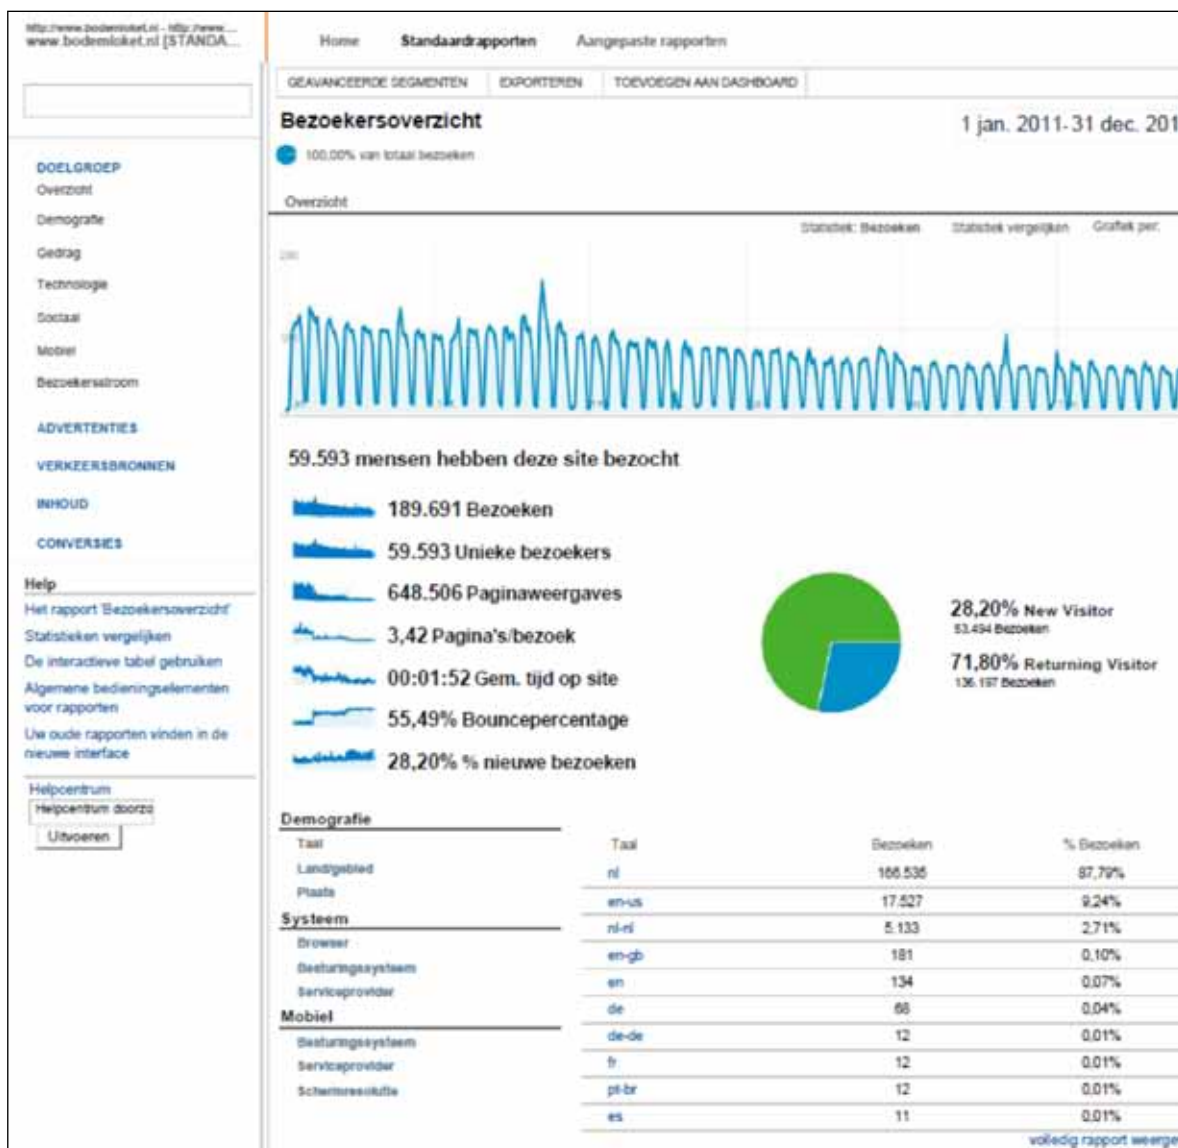 http://www.bodemloket.nl - http://www....
www.bodemloket.nl [STANDA...
Home Standaardrapporten Aangepaste rapporten
GEAVANCEERDE SEGMENTEN EXPORTEREN TOEVOEGEN AAN DASHBOARD
Bezoekersoverzicht
1 jan. 2011-31 dec. 201
100,00% van totaal bezoeken
DOELGROEP
Overzicht
Demografie
Gedrag
Technologie
Sociaal
Mobiel
Bezoekersstroom
ADVERTENTIES
VERKEERSBRONNEN
INHOUD
CONVERSIES
Help
Het rapport 'Bezoekersoverzicht'
Statistieken vergelijken
De interactieve tabel gebruiken
Algemene bedieningselementen
voor rapporten
Uw oude rapporten vinden in de
nieuwe interface
Helpcentrum
Helpcentrum doorzo
Uitvoeren
Overzicht
Statistiek: Bezoeken Statistiek vergelijken Grafiek per:
200
59.593 mensen hebben deze site bezocht
189.691 Bezoeken
59.593 Unieke bezoekers
648.506 Paginaweergaves
3,42 Pagina's/bezoek
00:01:52 Gem. tijd op site
55,49% Bouncepercentage
28,20% % nieuwe bezoeken
28,20% New Visitor
53.494 Bezoeken
71,80% Returning Visitor
136.197 Bezoeken
Demografie
Taal
Land/gebied
Plaats
Systeem
Browser
Besturingssysteem
Serviceprovider
Mobiel
Besturingssysteem
Serviceprovider
Schermresolutie
Taal Bezoeken % Bezoeken
nl 166.535 87,79%
en-us 17.527 9,24%
nl-nl 5.133 2,71%
en-gb 181 0,10%
en 134 0,07%
de 68 0,04%
de-de 12 0,01%
fr 12 0,01%
pt-br 12 0,01%
es 11 0,01%
volledig rapport weerge